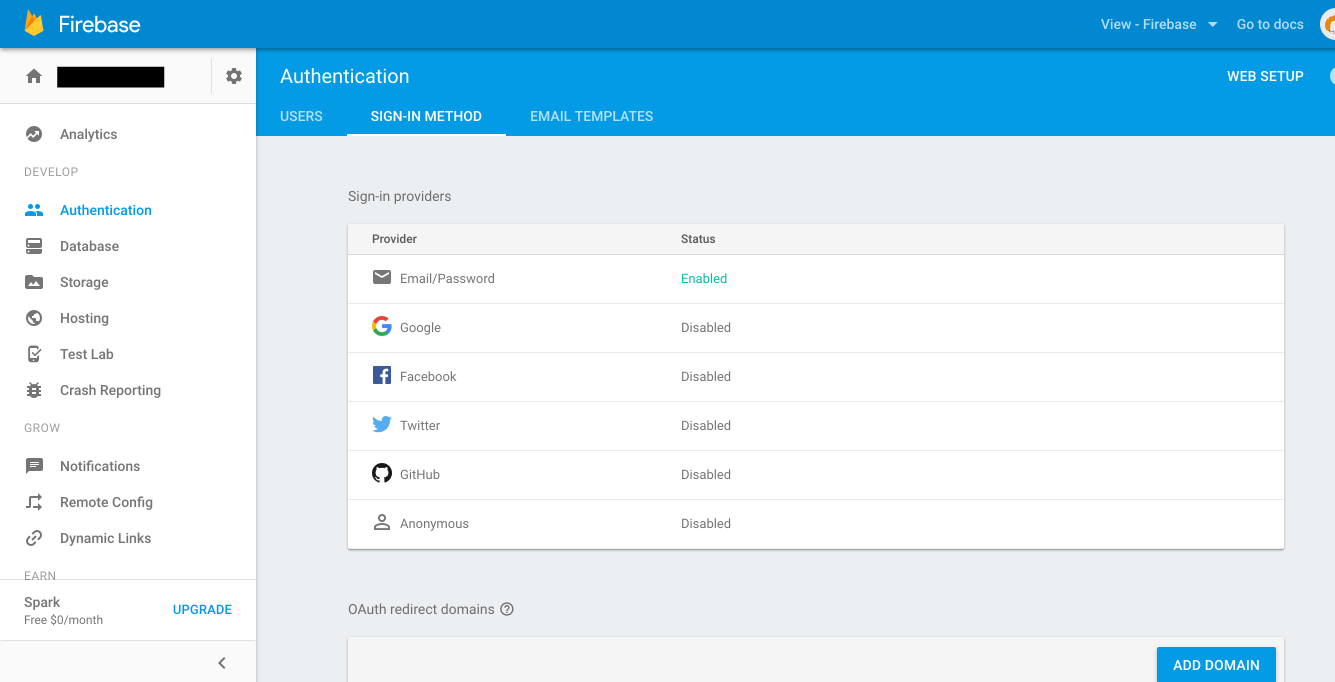 Firebase
View - Firebase
Go to docs
Authentication
WEB SETUP
USERS
SIGN-IN METHOD
EMAIL TEMPLATES
Analytics
DEVELOP
Authentication
Database
Storage
Hosting
Test Lab
Crash Reporting
GROW
Notifications
Remote Config
Dynamic Links
EARN
Spark
Free $0/month
UPGRADE
Sign-in providers
Provider Status
Email/Password Enabled
Google Disabled
Facebook Disabled
Twitter Disabled
GitHub Disabled
Anonymous Disabled
OAuth redirect domains ?
ADD DOMAIN